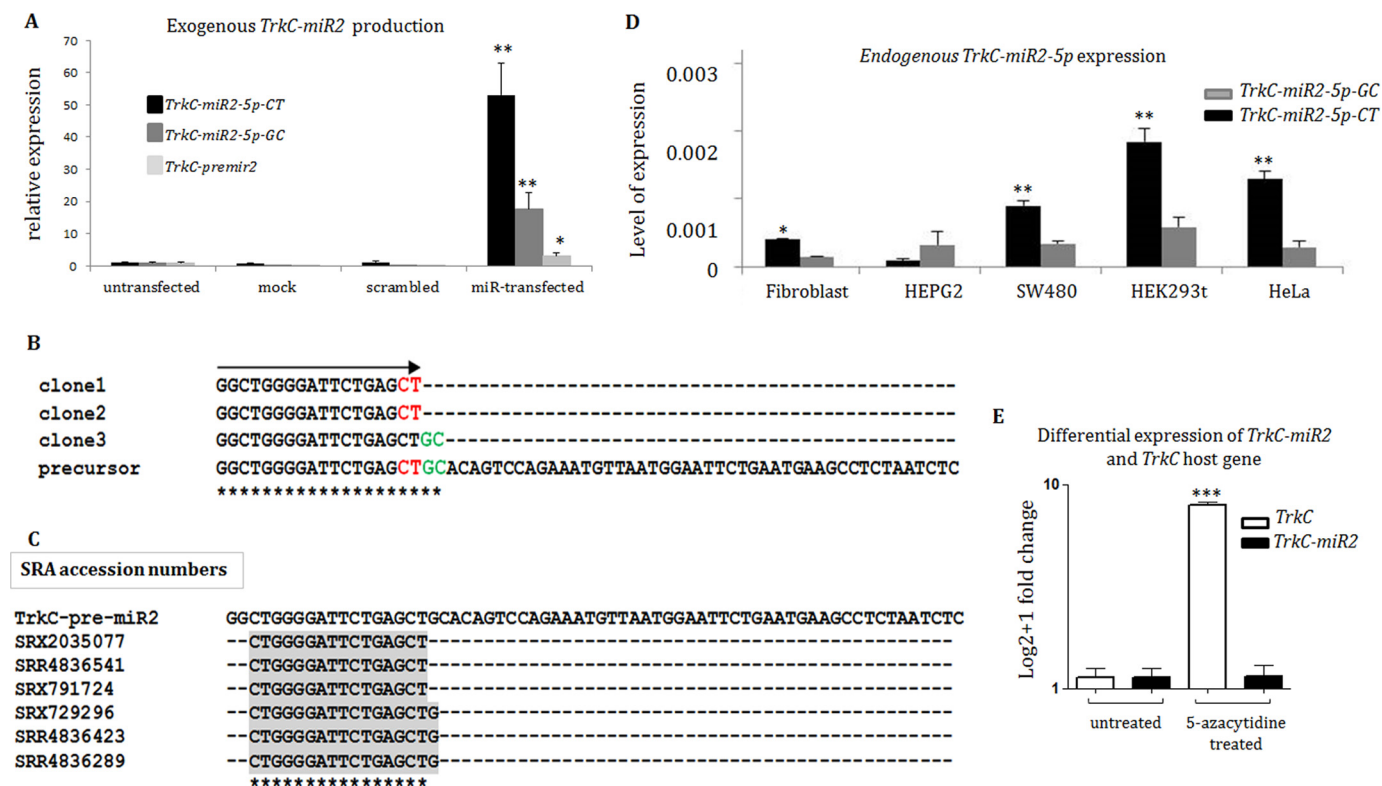 A
Exogenous TrkC-miR2 production
relative expression
70
60
50
40
30
20
10
0
TrkC-miR2-5p-CT
TrkC-miR2-5p-GC
TrkC-premir2
**
**
*
untransfected mock scrambled miR-transfected
D
Endogenous TrkC-miR2-5p expression
Level of expression
0.003
0.002
0.001
0
TrkC-miR2-5p-GC
TrkC-miR2-5p-CT
*
**
**
**
Fibroblast HEPG2 SW480 HEK293t HeLa
B
clone1 GGCTGGGGATTCTGAGCT-----------------------------------------------
clone2 GGCTGGGGATTCTGAGCT-----------------------------------------------
clone3 GGCTGGGGATTCTGAGCTGC---------------------------------------------
precursor GGCTGGGGATTCTGAGCTGCACAGTCCAGAAATGTTAATGGAATTCTGAATGAAGCCTCTAATCTC
********************
C
SRA accession numbers
TrkC-pre-miR2 GGCTGGGGATTCTGAGCTGCACAGTCCAGAAATGTTAATGGAATTCTGAATGAAGCCTCTAATCTC
SRX2035077 --CTGGGGATTCTGAGCT-----------------------------------------------
SRR4836541 --CTGGGGATTCTGAGCT-----------------------------------------------
SRX791724 --CTGGGGATTCTGAGCT-----------------------------------------------
SRX729296 --CTGGGGATTCTGAGCTG----------------------------------------------
SRR4836423 --CTGGGGATTCTGAGCTG----------------------------------------------
SRR4836289 --CTGGGGATTCTGAGCTG----------------------------------------------
****************
E
Differential expression of TrkC-miR2
and TrkC host gene
Log2+1 fold change
10
1
***
TrkC
TrkC-miR2
untreated 5-azacytidine
treated